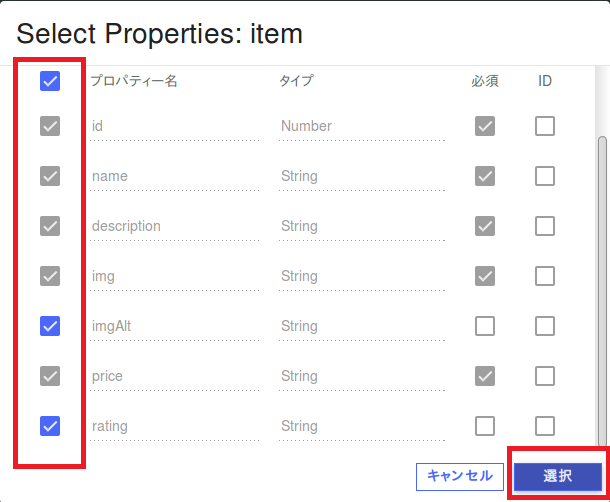 Select Properties: item
プロパティー名 タイプ 必須 ID
id Number
name String
description String
img String
imgAlt String
price String
rating String
キャンセル 選択